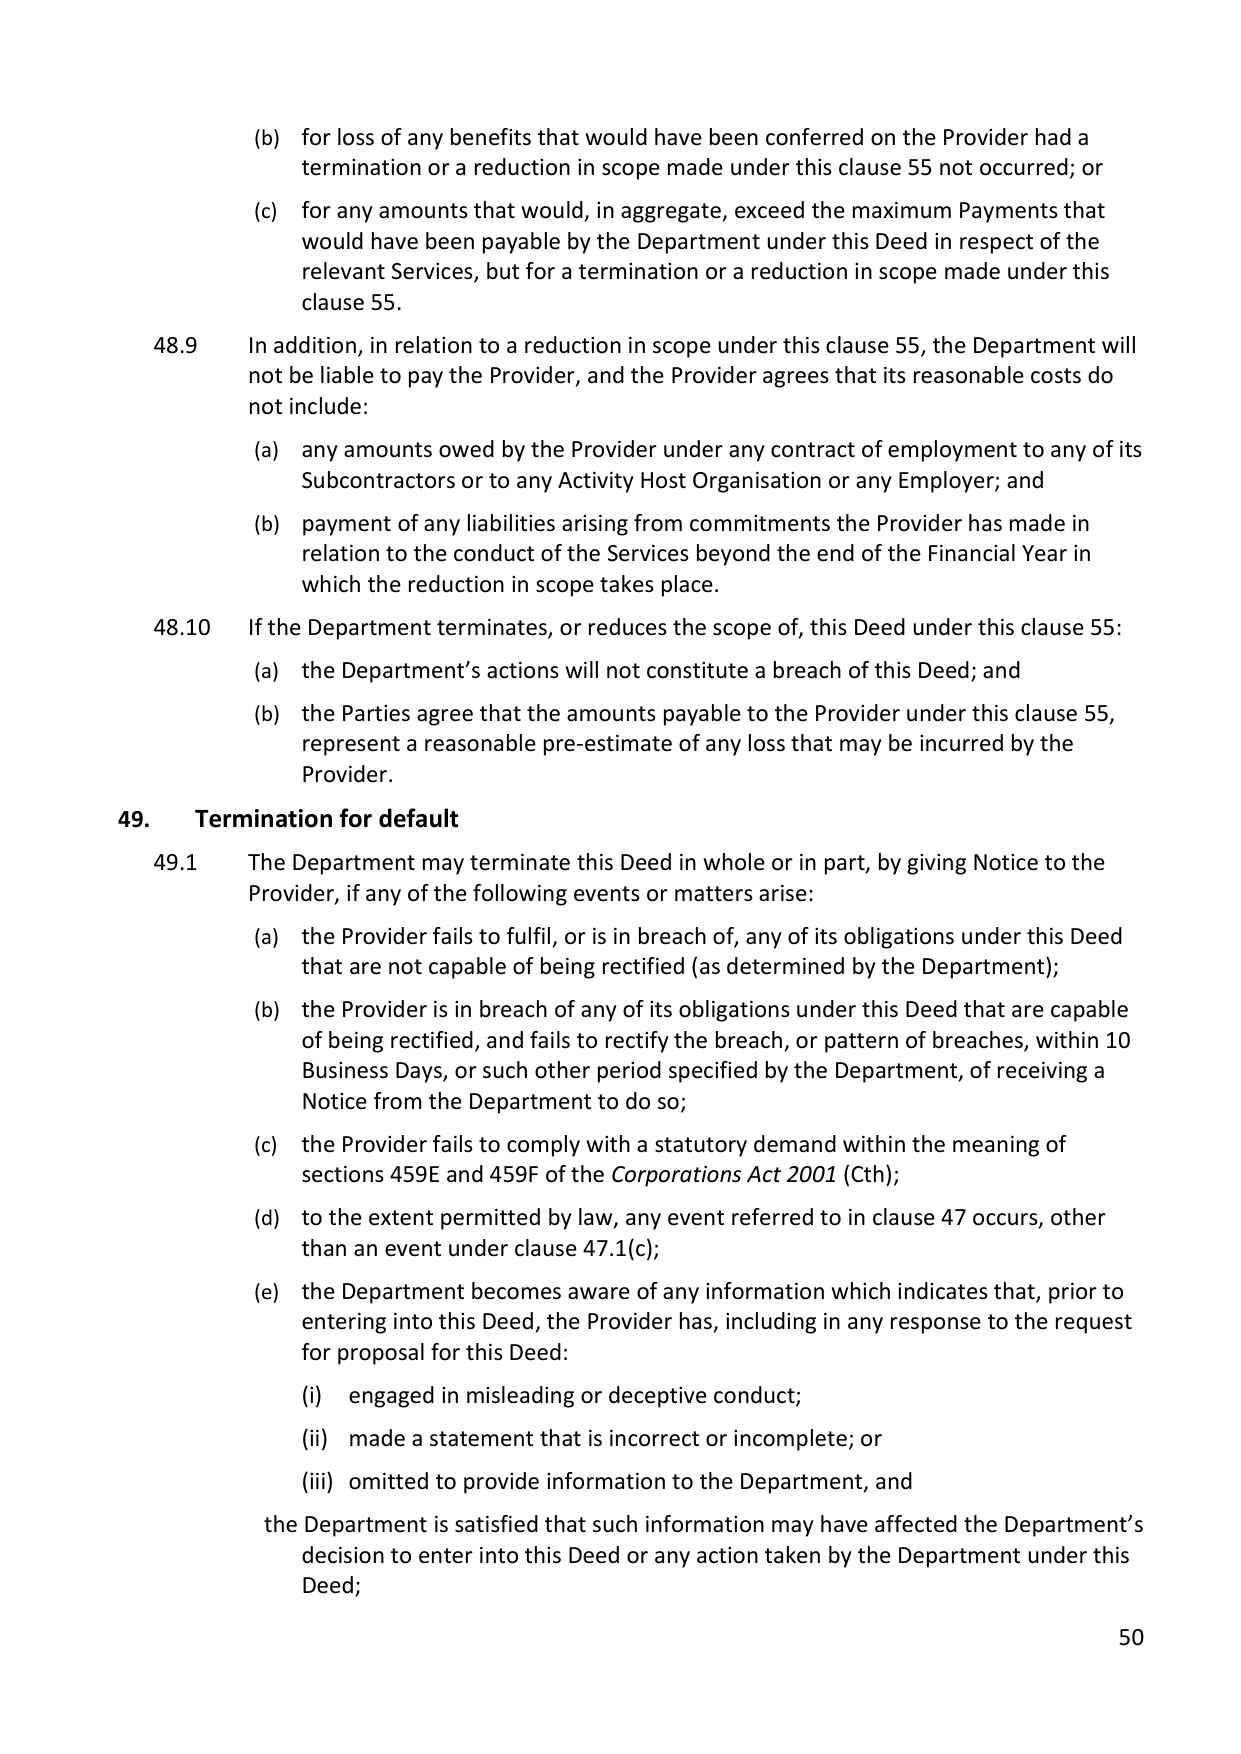 (b) for loss of any benefits that would have been conferred on the Provider had a
termination or a reduction in scope made under this clause 55 not occurred; or
(c) for any amounts that would, in aggregate, exceed the maximum Payments that
would have been payable by the Department under this Deed in respect of the
relevant Services, but for a termination or a reduction in scope made under this
clause 55.
48.9 In addition, in relation to a reduction in scope under this clause 55, the Department will
not be liable to pay the Provider, and the Provider agrees that its reasonable costs do
not include:
(a) any amounts owed by the Provider under any contract of employment to any of its
Subcontractors or to any Activity Host Organisation or any Employer; and
(b) payment of any liabilities arising from commitments the Provider has made in
relation to the conduct of the Services beyond the end of the Financial Year in
which the reduction in scope takes place.
48.10 If the Department terminates, or reduces the scope of, this Deed under this clause 55:
(a) the Department’s actions will not constitute a breach of this Deed; and
(b) the Parties agree that the amounts payable to the Provider under this clause 55,
represent a reasonable pre-estimate of any loss that may be incurred by the
Provider.
49. Termination for default
49.1 The Department may terminate this Deed in whole or in part, by giving Notice to the
Provider, if any of the following events or matters arise:
(a) the Provider fails to fulfil, or is in breach of, any of its obligations under this Deed
that are not capable of being rectified (as determined by the Department);
(b) the Provider is in breach of any of its obligations under this Deed that are capable
of being rectified, and fails to rectify the breach, or pattern of breaches, within 10
Business Days, or such other period specified by the Department, of receiving a
Notice from the Department to do so;
(c) the Provider fails to comply with a statutory demand within the meaning of
sections 459E and 459F of the Corporations Act 2001 (Cth);
(d) to the extent permitted by law, any event referred to in clause 47 occurs, other
than an event under clause 47.1(c);
(e) the Department becomes aware of any information which indicates that, prior to
entering into this Deed, the Provider has, including in any response to the request
for proposal for this Deed:
(i) engaged in misleading or deceptive conduct;
(ii) made a statement that is incorrect or incomplete; or
(iii) omitted to provide information to the Department, and
the Department is satisfied that such information may have affected the Department’s
decision to enter into this Deed or any action taken by the Department under this
Deed;
50